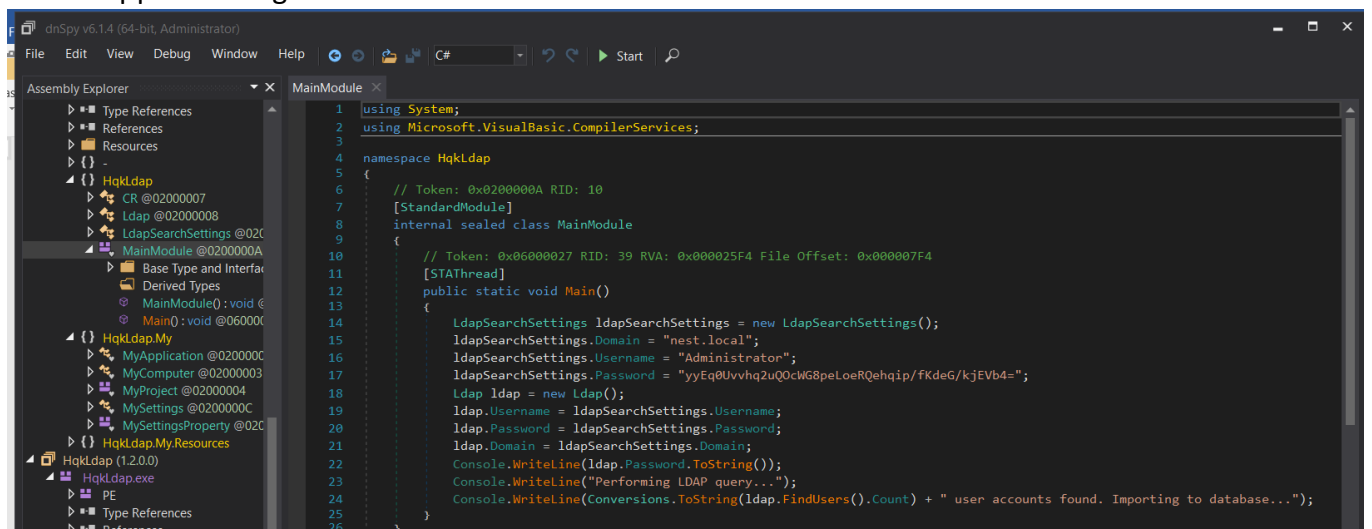 dnSpy v6.1.4 (64-bit, Administrator)
File Edit View Debug Window Help C# Start
Assembly Explorer
Type References
References
Resources
{ } -
{ } HqkLdap
CR @02000007
Ldap @02000008
LdapSearchSettings @020
MainModule @0200000A
Base Type and Interfac
Derived Types
MainModule() : void @
Main() : void @060000
{ } HqkLdap.My
MyApplication @0200000
MyComputer @02000003
MyProject @02000004
MySettings @0200000C
MySettingsProperty @020
{ } HqkLdap.My.Resources
HqkLdap (1.2.0.0)
HqkLdap.exe
PE
Type References
MainModule
1 using System;
2 using Microsoft.VisualBasic.CompilerServices;
3
4 namespace HqkLdap
5 {
6 // Token: 0x0200000A RID: 10
7 [StandardModule]
8 internal sealed class MainModule
9 {
10 // Token: 0x06000027 RID: 39 RVA: 0x000025F4 File Offset: 0x000007F4
11 [STAThread]
12 public static void Main()
13 {
14 LdapSearchSettings ldapSearchSettings = new LdapSearchSettings();
15 ldapSearchSettings.Domain = "nest.local";
16 ldapSearchSettings.Username = "Administrator";
17 ldapSearchSettings.Password = "yyEq0Uvvhq2uQOcWG8peLoeRQehqip/fKdeG/kjEVb4=";
18 Ldap ldap = new Ldap();
19 ldap.Username = ldapSearchSettings.Username;
20 ldap.Password = ldapSearchSettings.Password;
21 ldap.Domain = ldapSearchSettings.Domain;
22 Console.WriteLine(ldap.Password.ToString());
23 Console.WriteLine("Performing LDAP query...");
24 Console.WriteLine(Conversions.ToString(ldap.FindUsers().Count) + " user accounts found. Importing to database...");
25 }
26 }